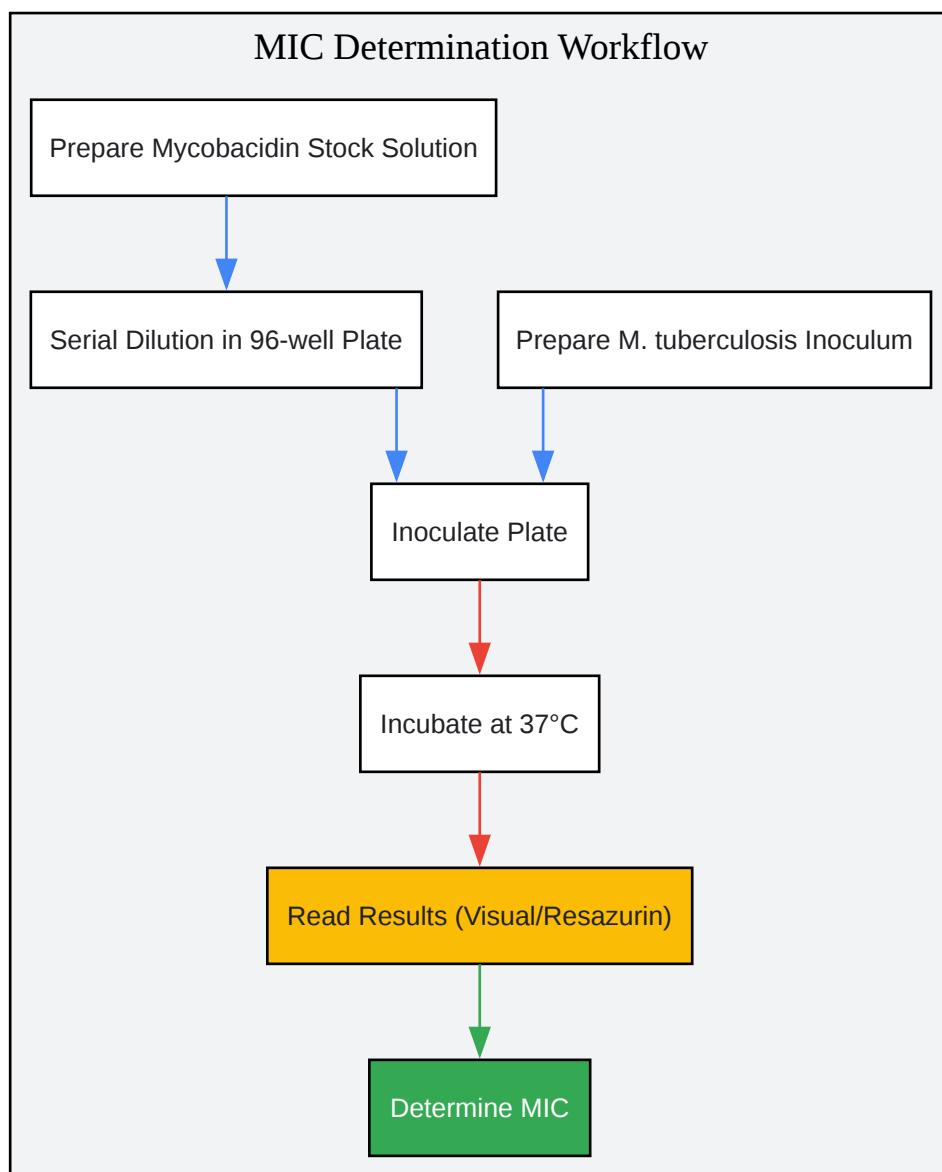 MIC Determination Workflow
Prepare Mycobacidin Stock Solution
Serial Dilution in 96-well Plate
Prepare M. tuberculosis Inoculum
Inoculate Plate
Incubate at 37°C
Read Results (Visual/Resazurin)
Determine MIC